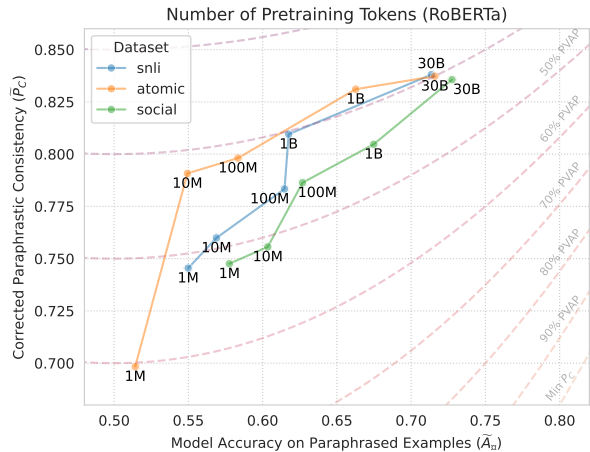 Number of Pretraining Tokens (RoBERTa)
Corrected Paraphrastic Consistency (P̃_C)
0.850
0.825
0.800
0.775
0.750
0.725
0.700
Dataset
snli
atomic
social
30B
30B
30B
1B
1B
1B
10M
100M
100M
100M
10M
10M
1M
1M
1M
50% PVAP
60% PVAP
70% PVAP
80% PVAP
90% PVAP
Min P_C
0.50
0.55
0.60
0.65
0.70
0.75
0.80
Model Accuracy on Paraphrased Examples (Ã)